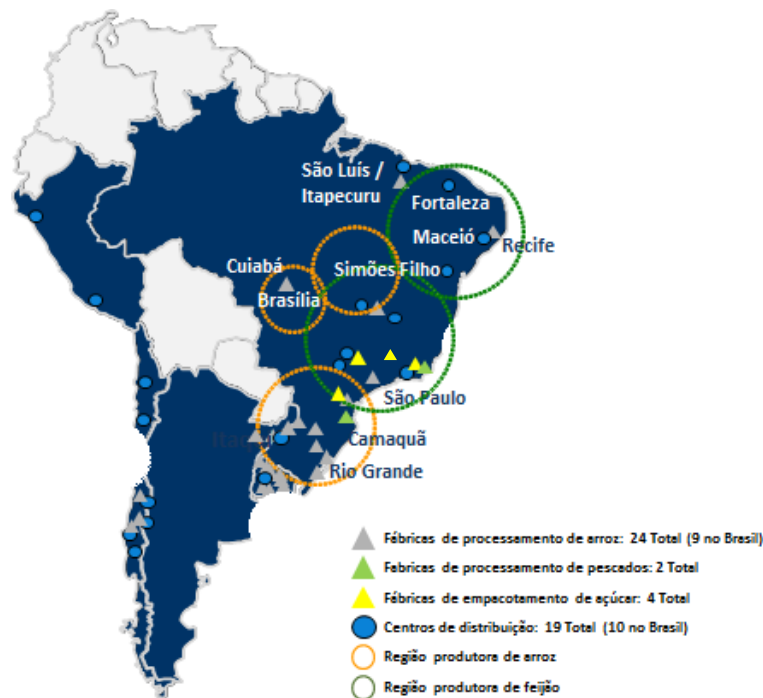 São Luís /
Itapecuru
Fortaleza
Maceió
Recife
Cuiabá
Simões Filho
Brasília
São Paulo
Camaquã
Rio Grande
Fábricas de processamento de arroz: 24 Total (9 no Brasil)
Fabricas de processamento de pescados: 2 Total
Fábricas de empacotamento de açúcar: 4 Total
Centros de distribuição: 19 Total (10 no Brasil)
Região produtora de arroz
Região produtora de feijão